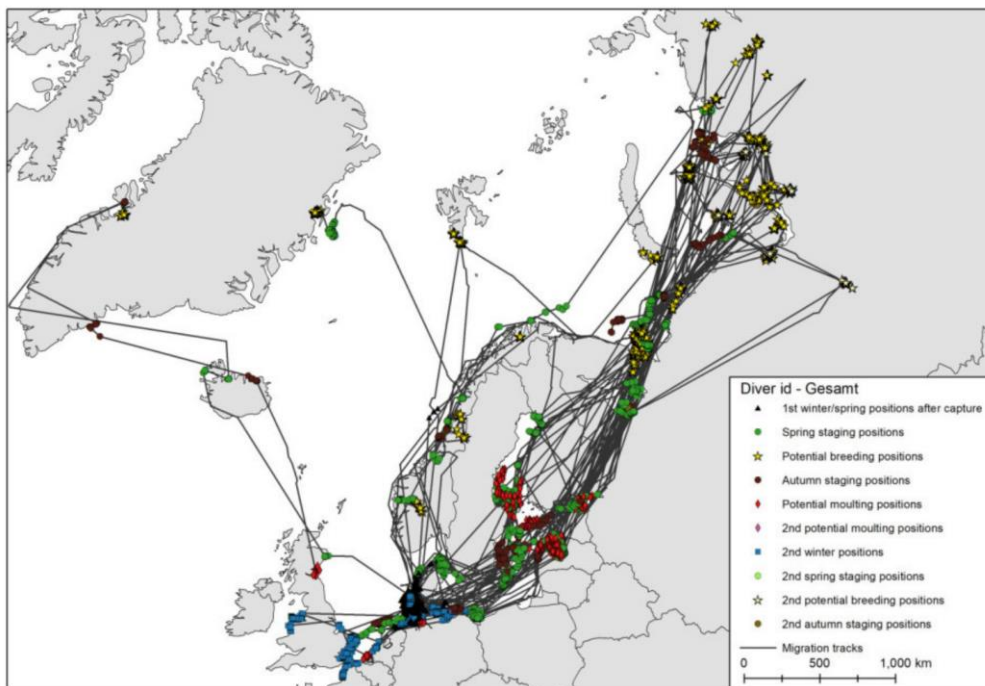 Diver id - Gesamt
1st winter/spring positions after capture
Spring staging positions
Potential breeding positions
Autumn staging positions
Potential moulting positions
2nd potential moulting positions
2nd winter positions
2nd spring staging positions
2nd potential breeding positions
2nd autumn staging positions
Migration tracks
0 500 1,000 km